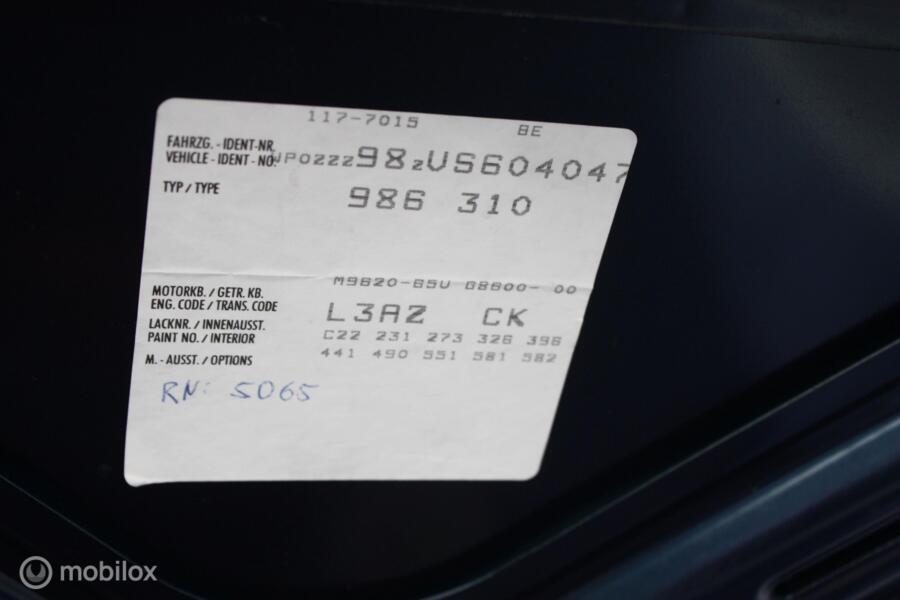 117-7015 BE
FAHRZG. - IDENT-NR.
VEHICLE - IDENT - NO. WP0ZZZ98ZVS604047
TYP / TYPE 986 310
MOTORKB. / GETR. KB. M9620-65U G8600- 00
ENG. CODE / TRANS. CODE
LACKNR. / INNENAUSST. L3AZ CK
PAINT NO. / INTERIOR C22 231 273 326 396
M. - AUSST. / OPTIONS 441 490 551 581 582
RN: 5065
mobilox